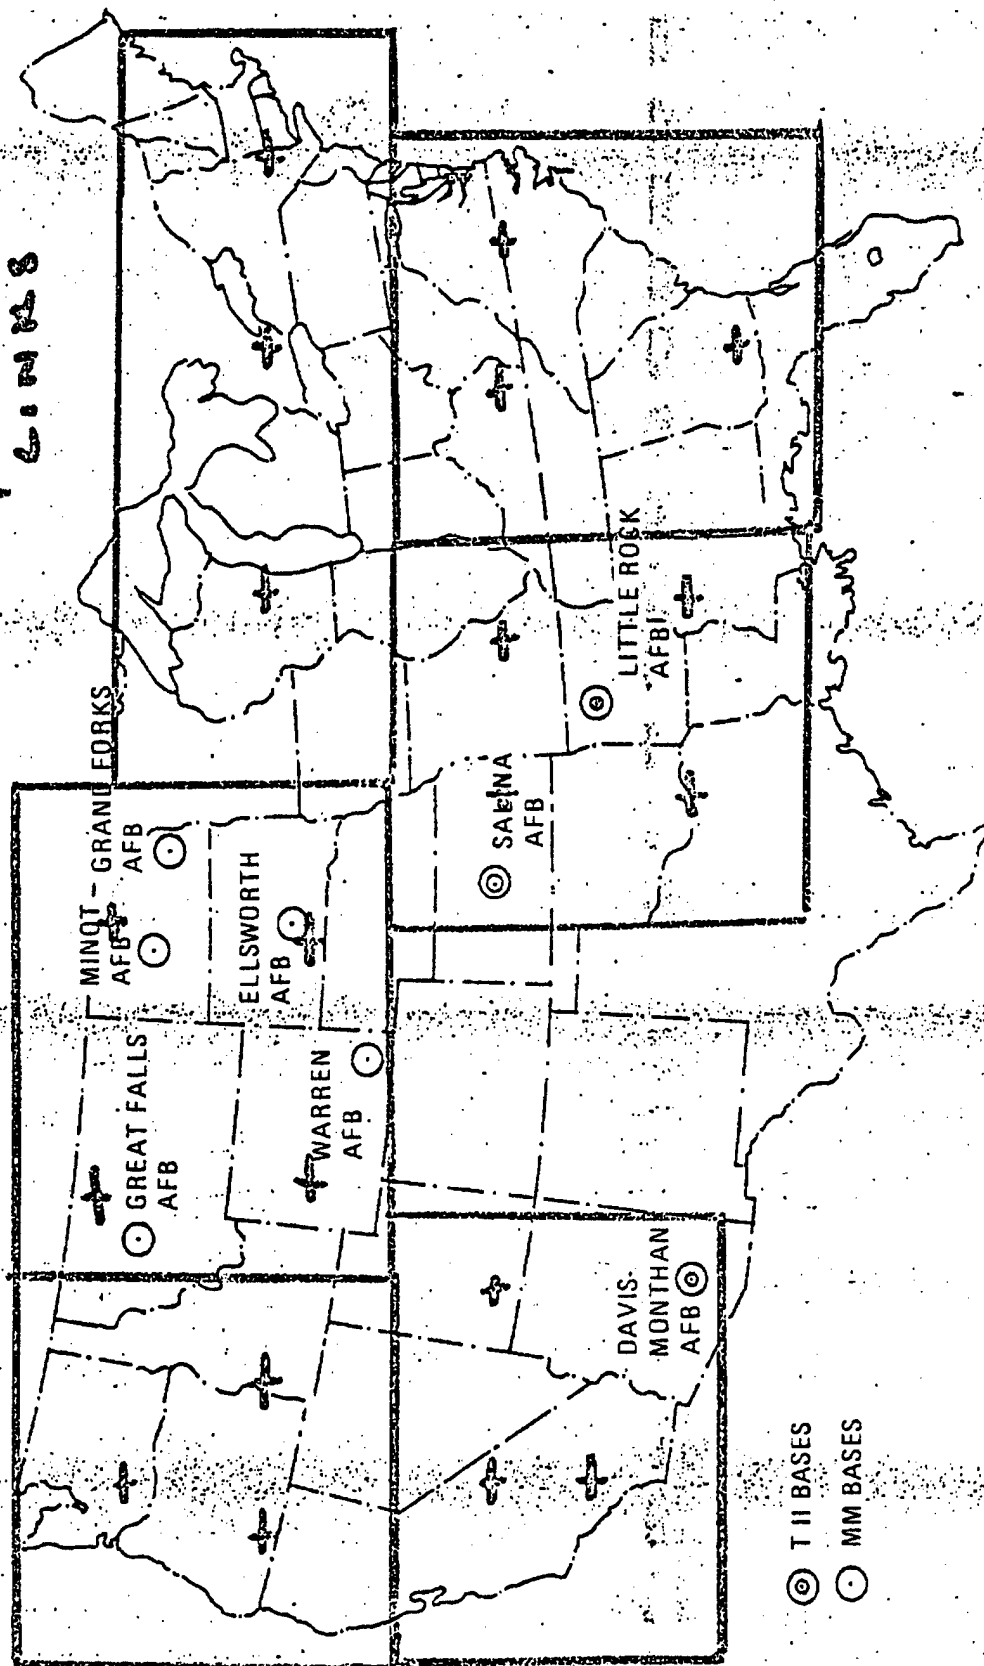 LINKS
MINOT
AFB
GRAND FORKS
AFB
GREAT FALLS
AFB
ELLSWORTH
AFB
WARREN
AFB
SALINA
AFB
LITTLE ROCK
AFB
DAVIS-
MONTHAN
AFB
T II BASES
MM BASES